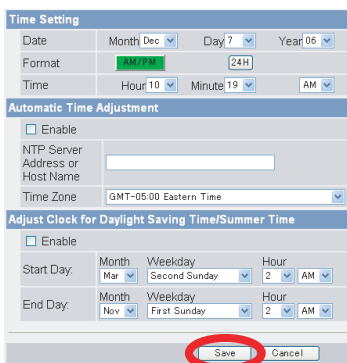 Time Setting
Date Month Dec Day 7 Year 06
Format AM/PM 24H
Time Hour 10 Minute 19 AM
Automatic Time Adjustment
Enable
NTP Server
Address or
Host Name
Time Zone GMT-05:00 Eastern Time
Adjust Clock for Daylight Saving Time/Summer Time
Enable
Month Weekday Hour
Start Day: Mar Second Sunday 2 AM
Month Weekday Hour
End Day: Nov First Sunday 2 AM
Save Cancel